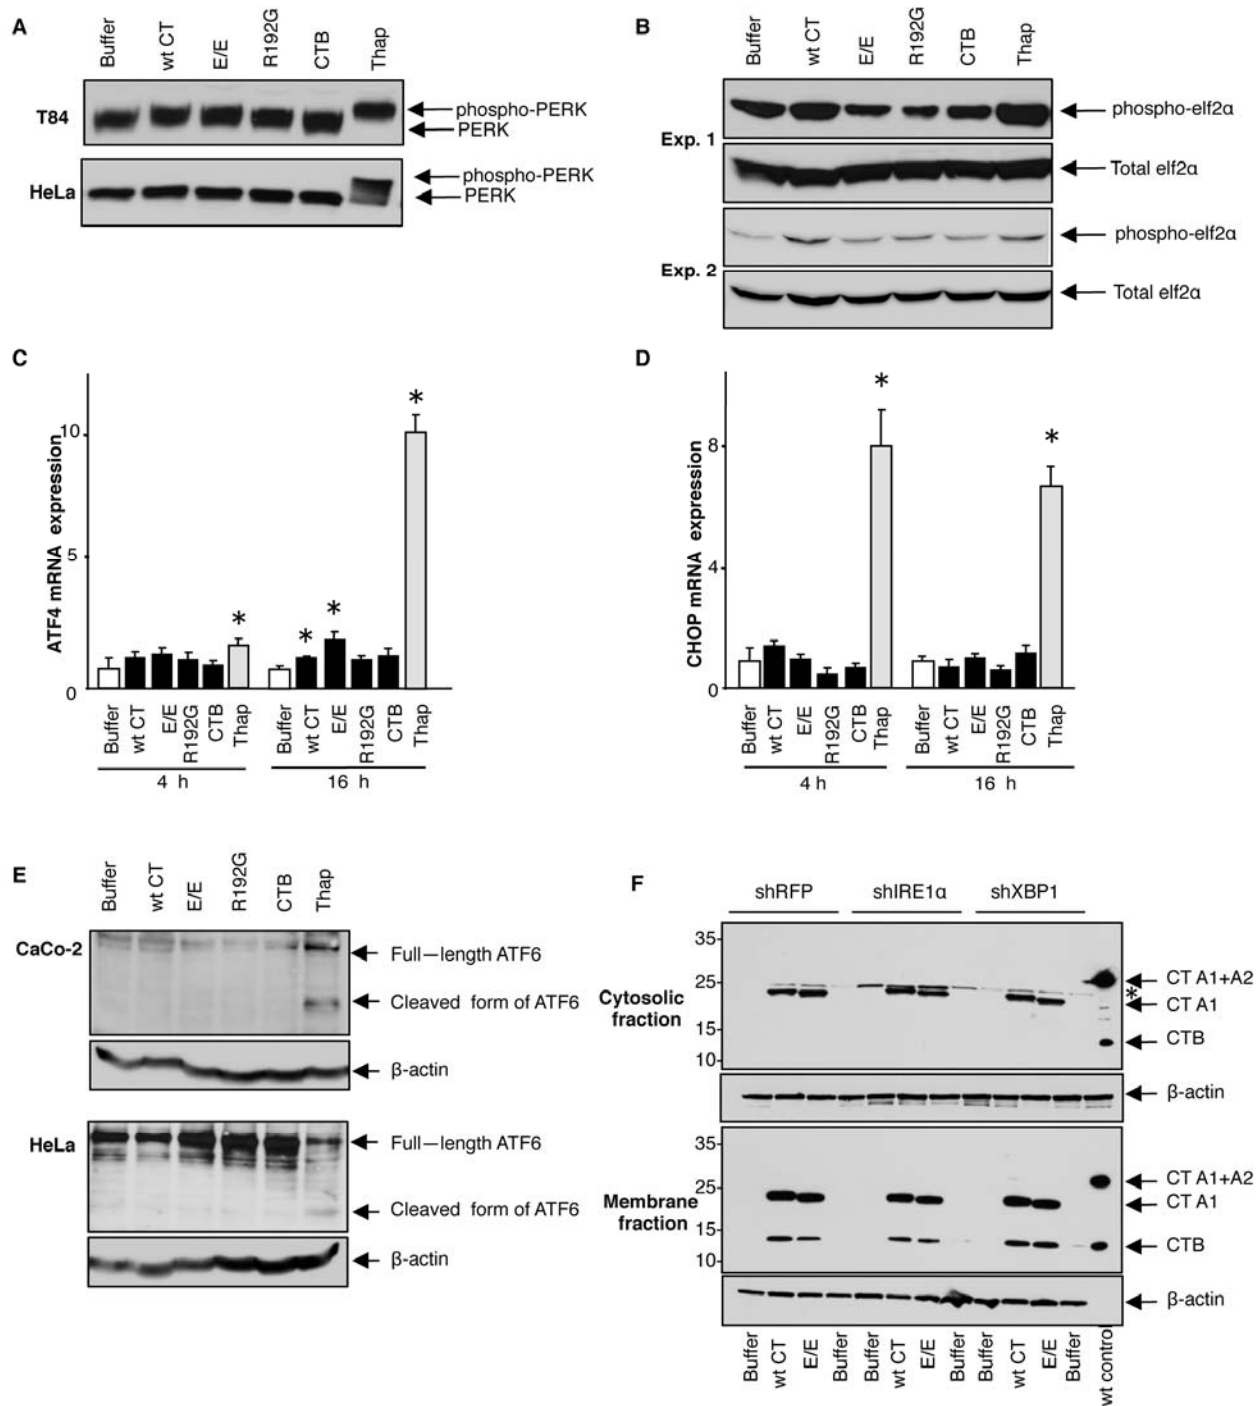 A
Buffer
wt CT
E/E
R192G
CTB
Thap
T84
phospho-PERK
PERK
HeLa
phospho-PERK
PERK
B
Buffer
wt CT
E/E
R192G
CTB
Thap
Exp. 1
phospho-elf2α
Total elf2α
Exp. 2
phospho-elf2α
Total elf2α
C
ATF4 mRNA expression
10
5
0
*
*
*
*
Buffer
wt CT
E/E
R192G
CTB
Thap
Buffer
wt CT
E/E
R192G
CTB
Thap
4 h
16 h
D
CHOP mRNA expression
8
4
0
*
*
Buffer
wt CT
E/E
R192G
CTB
Thap
Buffer
wt CT
E/E
R192G
CTB
Thap
4 h
16 h
E
Buffer
wt CT
E/E
R192G
CTB
Thap
CaCo-2
Full—length ATF6
Cleaved form of ATF6
β-actin
HeLa
Full—length ATF6
Cleaved form of ATF6
β-actin
F
shRFP
shIRE1α
shXBP1
Cytosolic
fraction
35
25
15
10
CT A1+A2
*
CT A1
CTB
β-actin
Membrane
fraction
35
25
15
10
CT A1+A2
CT A1
CTB
β-actin
Buffer
wt CT
E/E
Buffer
Buffer
wt CT
E/E
Buffer
Buffer
wt CT
E/E
Buffer
wt control